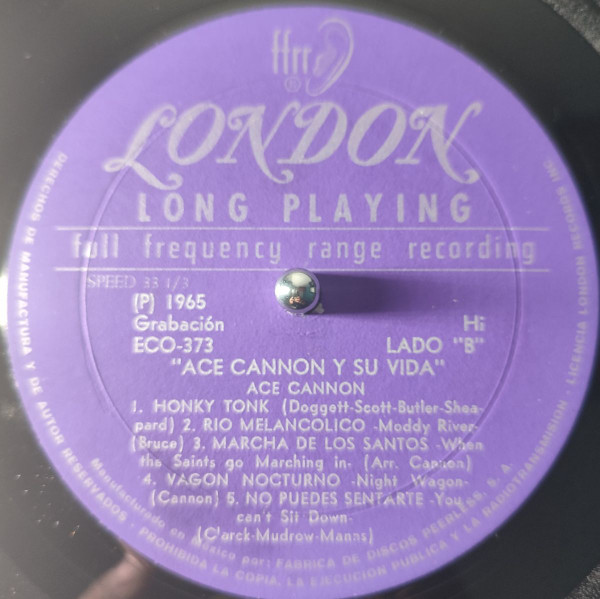 ffrr
LONDON
LONG PLAYING
full frequency range recording
SPEED 33 1/3
(P) 1965
Grabación Hi
ECO-373 LADO "B"
"ACE CANNON Y SU VIDA"
ACE CANNON
1. HONKY TONK (Doggett-Scott-Butler-Shea-
pard) 2. RIO MELANCOLICO -Moddy River-
(Bruce) 3. MARCHA DE LOS SANTOS -When
the Saints go Marching in- (Arr. Cannon)
4. VAGON NOCTURNO -Night Wagon-
(Cannon) 5. NO PUEDES SENTARTE -You
can't Sit Down-
(Clarck-Mudrow-Manns)
Manufacturado en México por: FABRICA DE DISCOS PEERLESS, S. A.
DERECHOS DE MANUFACTURA Y DE AUTOR RESERVADOS - PROHIBIDA LA COPIA, LA EJECUCION PUBLICA Y LA RADIOTRANSMISION - LICENCIA LONDON RECORDS INC